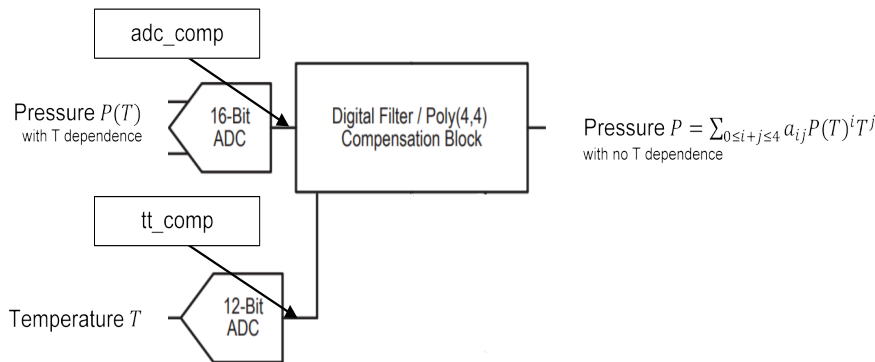 adc_comp
Pressure P(T)
with T dependence
16-Bit
ADC
Digital Filter / Poly(4,4)
Compensation Block
Pressure P = ∑₀≤ᵢ₊ⱼ≤₄ aᵢⱼP(T)ⁱTʲ
with no T dependence
tt_comp
Temperature T
12-Bit
ADC